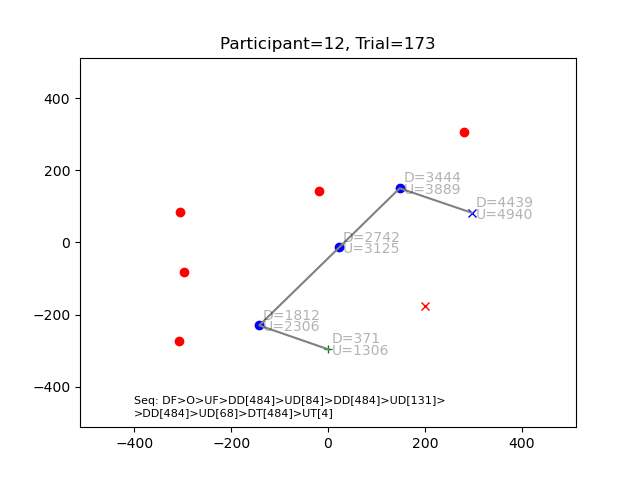 Participant=12, Trial=173
400
200
0
−200
−400
D=3444
U=3889
D=4439
U=4940
D=2742
U=3125
D=1812
U=2306
D=371
U=1306
Seq: DF>O>UF>DD[484]>UD[84]>DD[484]>UD[131]>
>DD[484]>UD[68]>DT[484]>UT[4]
−400
−200
0
200
400